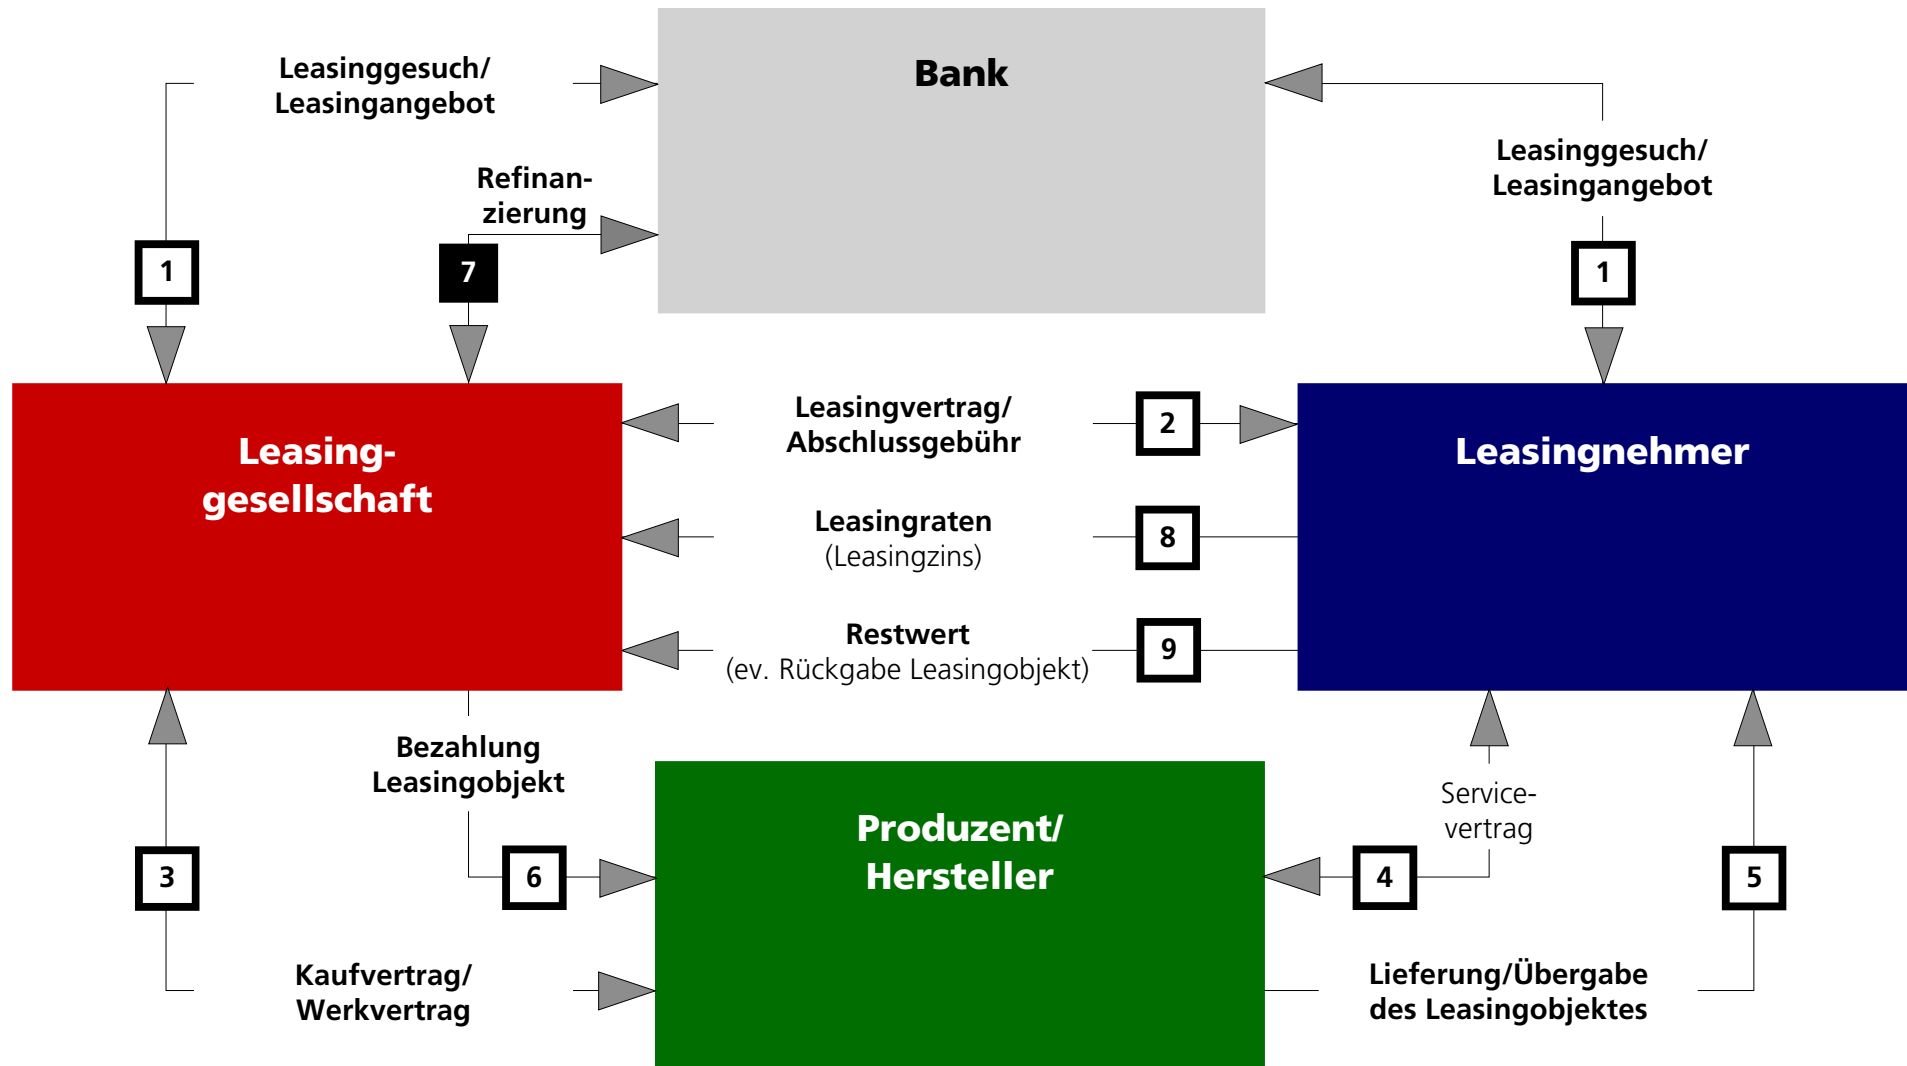 Leasinggesuch/
Leasingangebot
Bank
Leasinggesuch/
Leasingangebot
Refinan-
zierung
1
7
1
Leasing-
gesellschaft
Leasingvertrag/
Abschlussgebühr
2
Leasingnehmer
Leasingraten
(Leasingzins)
8
Restwert
(ev. Rückgabe Leasingobjekt)
9
Bezahlung
Leasingobjekt
Produzent/
Hersteller
Service-
vertrag
3
6
4
5
Kaufvertrag/
Werkvertrag
Lieferung/Übergabe
des Leasingobjektes